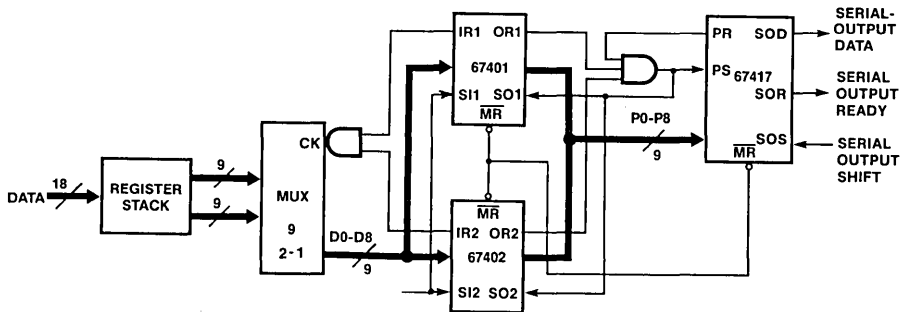 DATA
18
REGISTER
STACK
9
9
CK
MUX
9
2-1
D0-D8
9
IR1 OR1
67401
SI1 SO1
MR
MR
IR2 OR2
67402
SI2 SO2
P0-P8
9
PR SOD
PS 67417
SOR
SOS
MR
SERIAL-
OUTPUT
DATA
SERIAL
OUTPUT
READY
SERIAL
OUTPUT
SHIFT